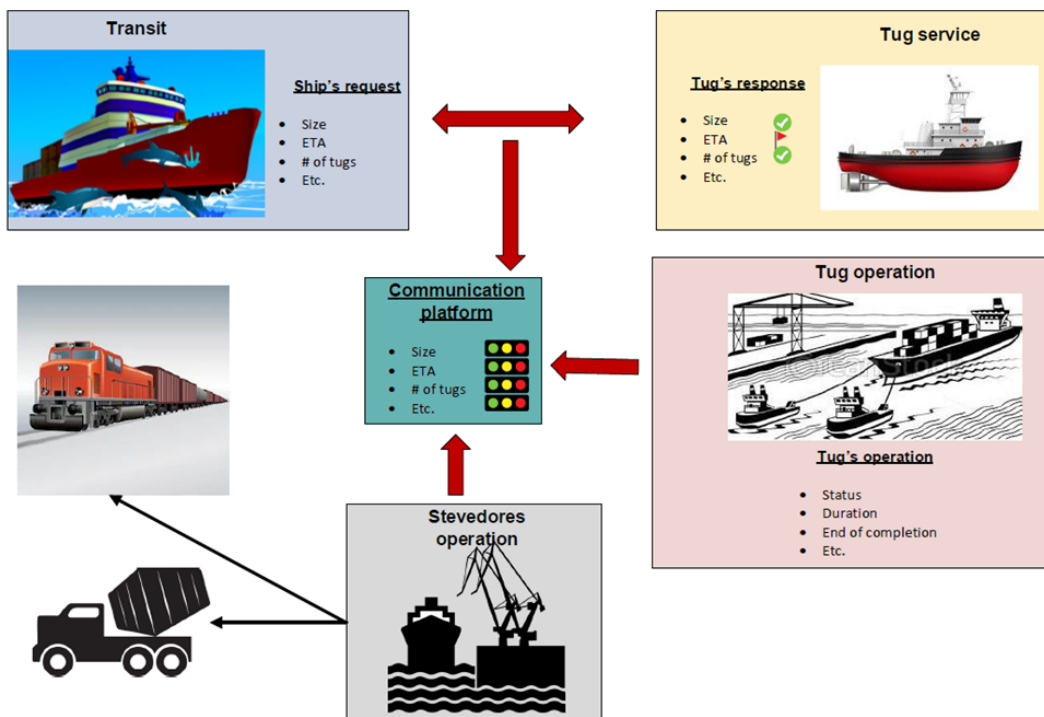 Transit
Ship's request
Size
ETA
# of tugs
Etc.
Tug service
Tug's response
Size
ETA
# of tugs
Etc.
Communication
platform
Size
ETA
# of tugs
Etc.
Tug operation
Tug's operation
Status
Duration
End of completion
Etc.
Stevedores
operation